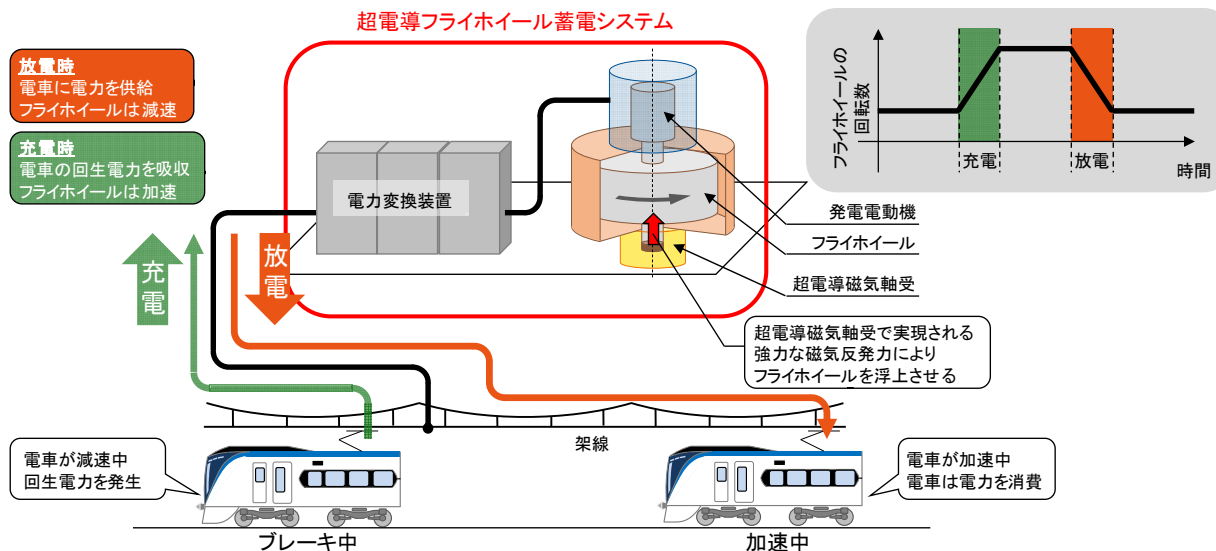 超電導フライホイール蓄電システム
放電時
電車に電力を供給
フライホイールは減速
充電時
電車の回生電力を吸収
フライホイールは加速
フライホイールの
回転数
充電
放電
時間
電力変換装置
発電電動機
フライホイール
超電導磁気軸受
充電
放電
超電導磁気軸受で実現される
強力な磁気反発力により
フライホイールを浮上させる
架線
電車が減速中
回生電力を発生
電車が加速中
電車は電力を消費
ブレーキ中
加速中